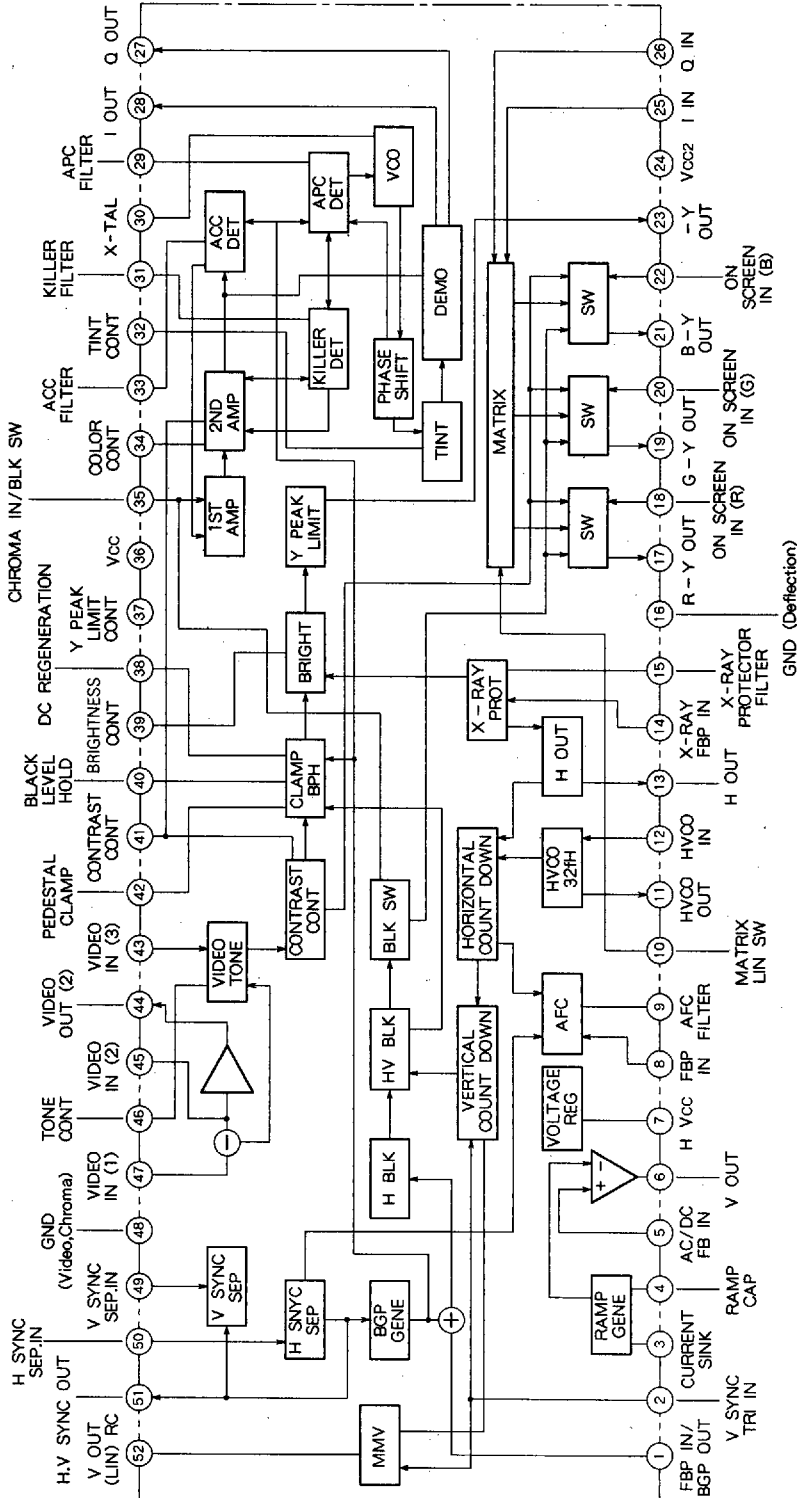 Q OUT
27
I OUT
28
APC
FILTER
29
X-TAL
30
KILLER
FILTER
31
TINT
CONT
32
ACC
FILTER
33
COLOR
CONT
34
CHROMA IN/BLK SW
35
Vcc
36
Y PEAK
LIMIT
CONT
37
DC REGENERATION
38
BRIGHTNESS
CONT
39
BLACK
LEVEL
HOLD
40
CONTRAST
CONT
41
PEDESTAL
CLAMP
42
VIDEO
IN (3)
43
VIDEO
OUT (2)
44
VIDEO
IN (2)
45
TONE
CONT
46
VIDEO
IN (1)
47
GND
(Video,Chroma)
48
V SYNC
SEP.IN
49
H SYNC
SEP.IN
50
H.V SYNC OUT
51
V OUT
(LIN) RC
52
VCO
APC
DET
ACC
DET
DEMO
KILLER
DET
PHASE
SHIFT
2ND
AMP
TINT
1ST
AMP
Y PEAK
LIMIT
BRIGHT
CLAMP
BPH
CONTRAST
CONT
VIDEO
TONE
−
BLK SW
HV BLK
H BLK
V SYNC
SEP
H SNYC
SEP
BGP
GENE
+
MMV
MATRIX
SW
SW
SW
X-RAY
PROT
H OUT
HORIZONTAL
COUNT DOWN
HVCO
32fH
VERTICAL
COUNT DOWN
AFC
VOLTAGE
REG
+ −
RAMP
GENE
26
Q IN
25
I IN
24
Vcc2
23
-Y
OUT
22
ON
SCREEN
IN (B)
21
B-Y
OUT
20
ON SCREEN
IN (G)
19
G-Y OUT
18
ON SCREEN
IN (R)
17
R-Y OUT
16
GND (Deflection)
15
X-RAY
PROTECTOR
FILTER
14
X-RAY
FBP IN
13
H OUT
12
HVCO
IN
11
HVCO
OUT
10
MATRIX
LIN SW
9
AFC
FILTER
8
FBP
IN
7
H Vcc
6
V OUT
5
AC/DC
FB IN
4
RAMP
CAP
3
CURRENT
SINK
2
V SYNC
TRI IN
1
FBP IN/
BGP OUT